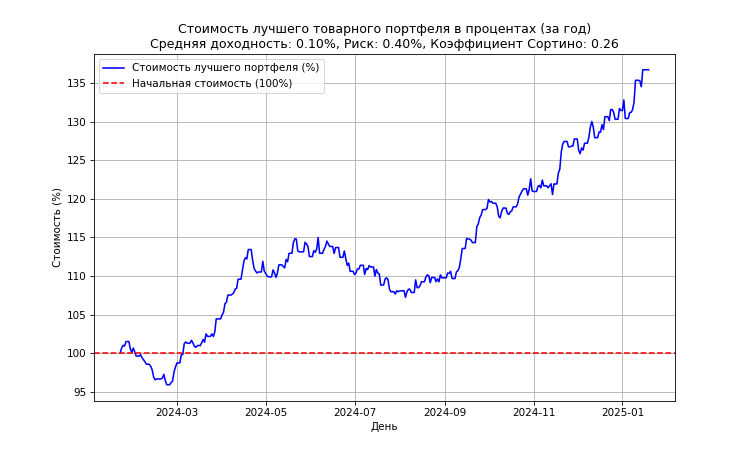 Стоимость лучшего товарного портфеля в процентах (за год)
Средняя доходность: 0.10%, Риск: 0.40%, Коэффициент Сортино: 0.26
Стоимость лучшего портфеля (%)
Начальная стоимость (100%)
Стоимость (%)
135
130
125
120
115
110
105
100
95
2024-03
2024-05
2024-07
2024-09
2024-11
2025-01
День